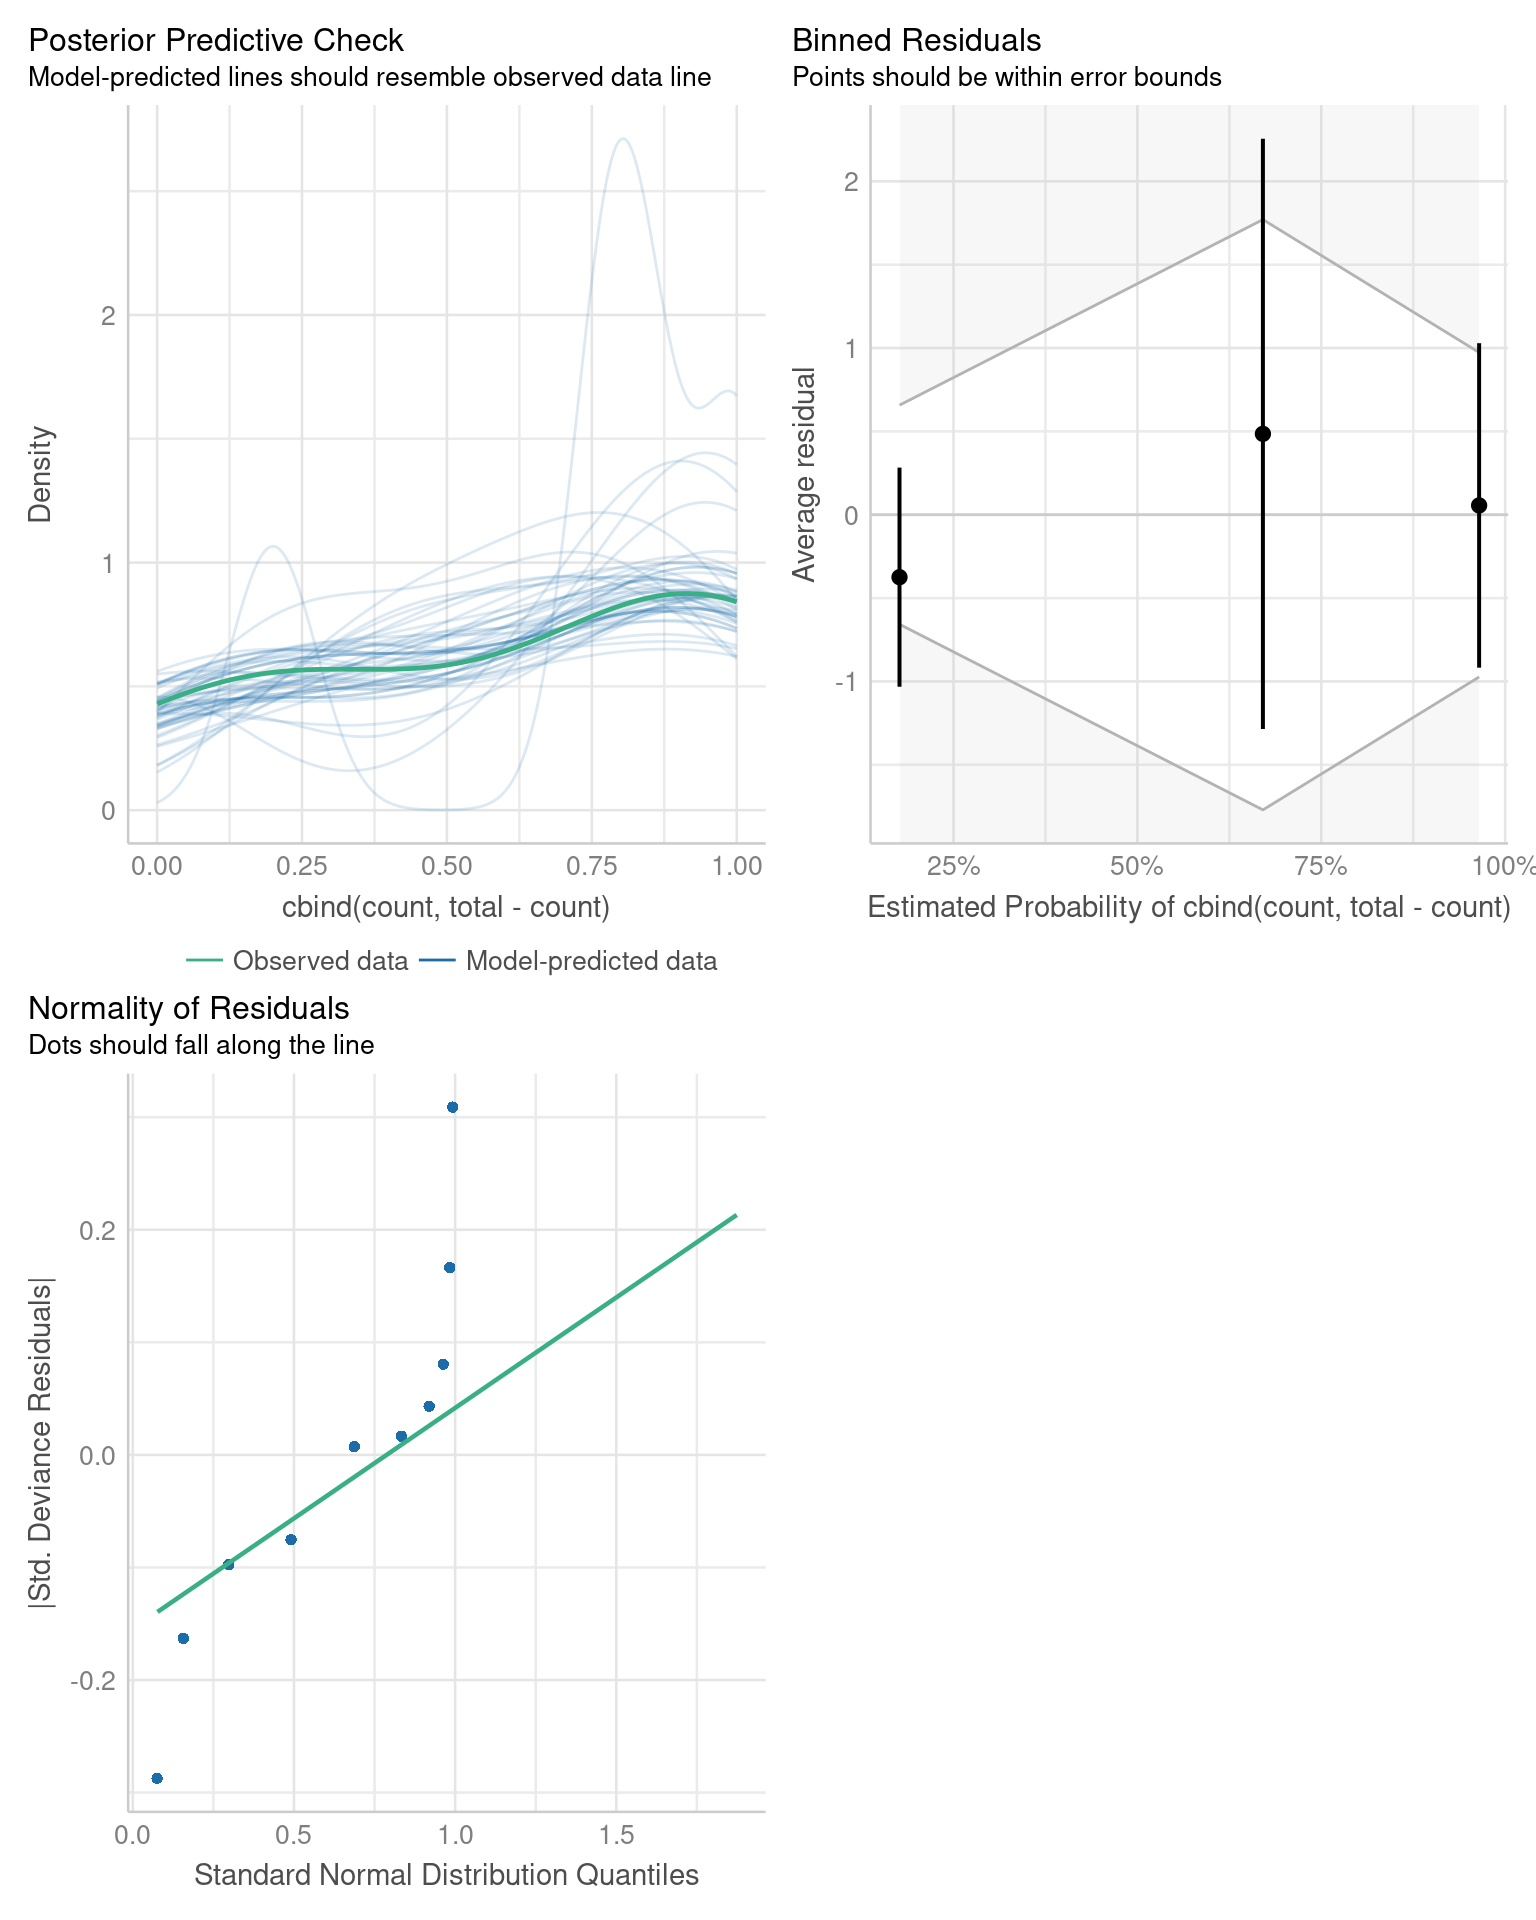 Posterior Predictive Check
Model-predicted lines should resemble observed data line
Density
2
1
0
0.00 0.25 0.50 0.75 1.00
cbind(count, total - count)
Observed data Model-predicted data
Binned Residuals
Points should be within error bounds
Average residual
2
1
0
-1
25% 50% 75% 100%
Estimated Probability of cbind(count, total - count)
Normality of Residuals
Dots should fall along the line
|Std. Deviance Residuals|
0.2
0.0
-0.2
0.0 0.5 1.0 1.5
Standard Normal Distribution Quantiles